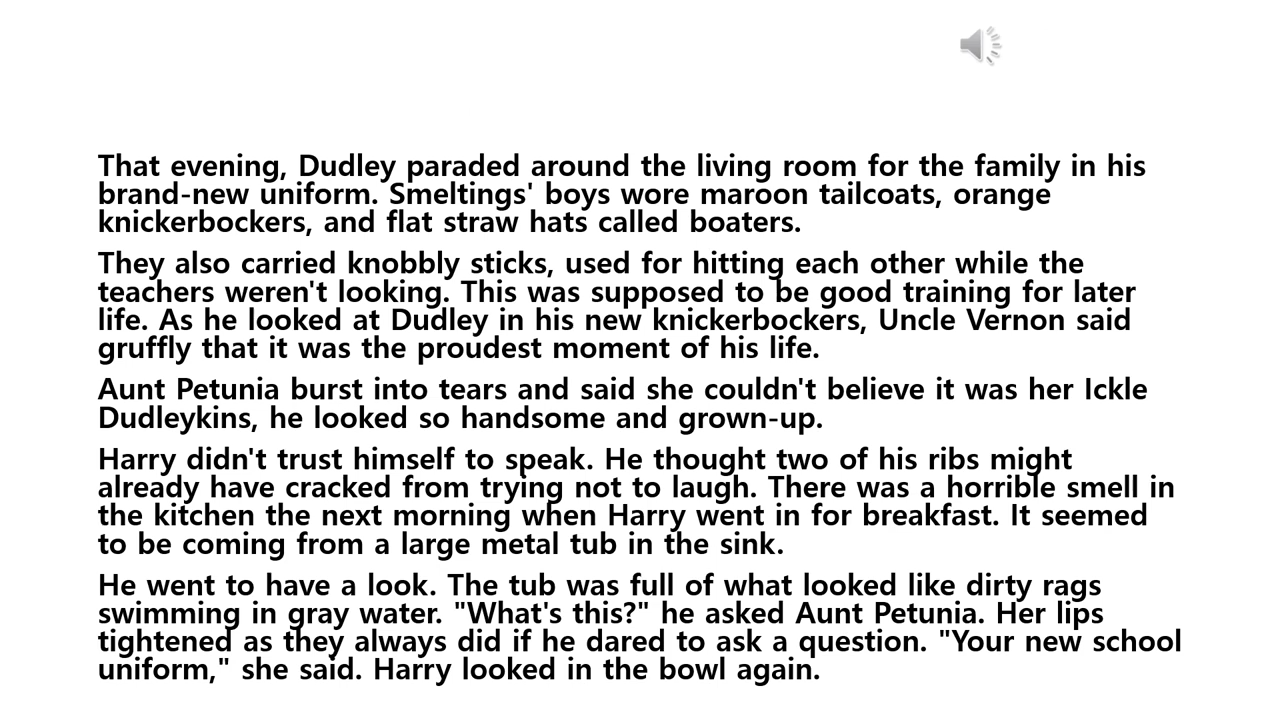 That evening, Dudley paraded around the living room for the family in his
brand-new uniform. Smeltings' boys wore maroon tailcoats, orange
knickerbockers, and flat straw hats called boaters.
They also carried knobbly sticks, used for hitting each other while the
teachers weren't looking. This was supposed to be good training for later
life. As he looked at Dudley in his new knickerbockers, Uncle Vernon said
gruffly that it was the proudest moment of his life.
Aunt Petunia burst into tears and said she couldn't believe it was her Ickle
Dudleykins, he looked so handsome and grown-up.
Harry didn't trust himself to speak. He thought two of his ribs might
already have cracked from trying not to laugh. There was a horrible smell in
the kitchen the next morning when Harry went in for breakfast. It seemed
to be coming from a large metal tub in the sink.
He went to have a look. The tub was full of what looked like dirty rags
swimming in gray water. "What's this?" he asked Aunt Petunia. Her lips
tightened as they always did if he dared to ask a question. "Your new school
uniform," she said. Harry looked in the bowl again.